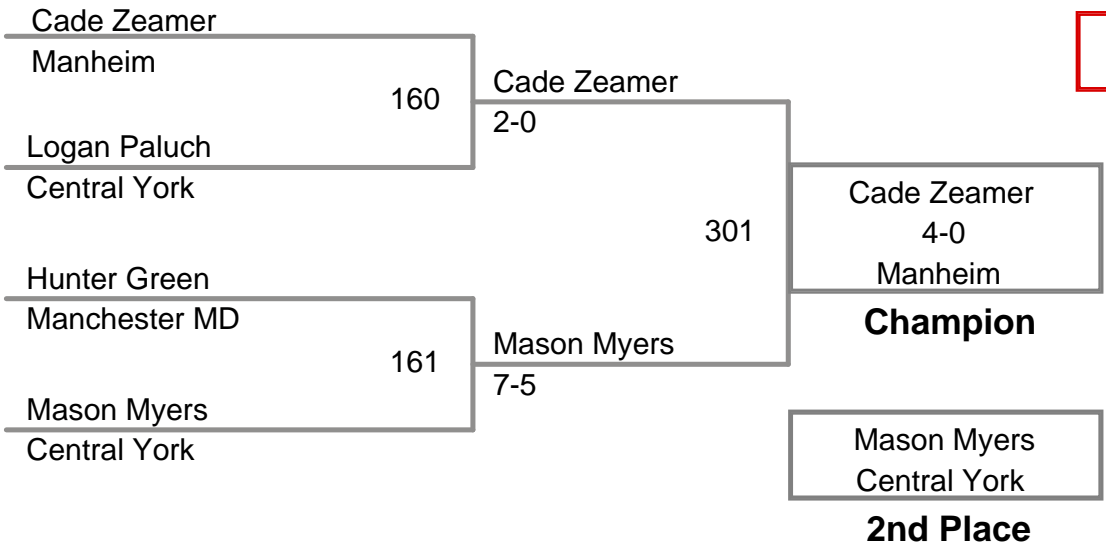 Cade Zeamer
Manheim
160
Logan Paluch
Central York
Cade Zeamer
2-0
Hunter Green
Manchester MD
161
Mason Myers
Central York
Mason Myers
7-5
301
Cade Zeamer
4-0
Manheim
Champion
Mason Myers
Central York
2nd Place